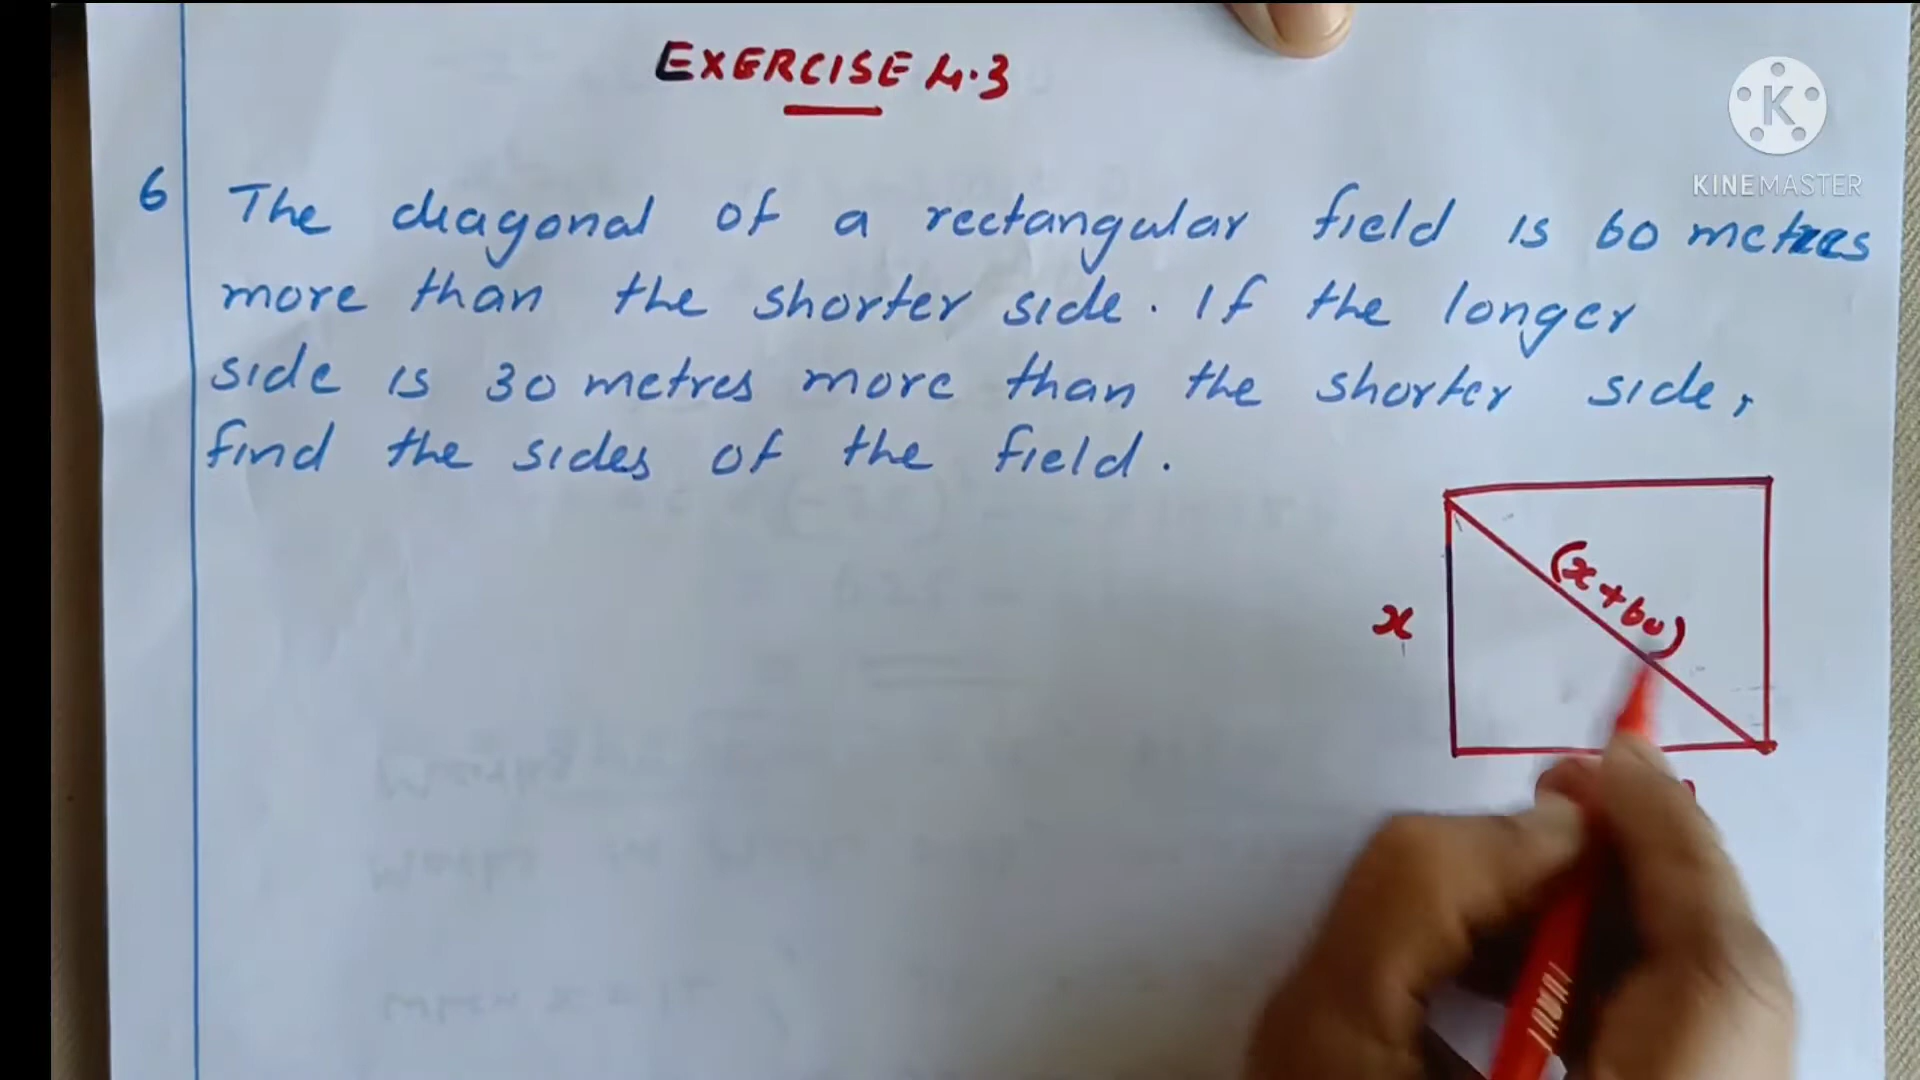 EXERCISE 4.3
KINEMASTER
6 The diagonal of a rectangular field is 60 metres
more than the shorter side. If the longer
side is 30 metres more than the shorter side,
find the sides of the field.
(x+60)
x